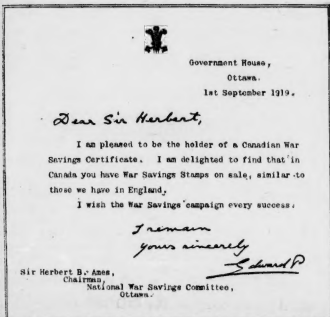 Government House,
Ottawa.
1st September 1919.
Dear Sir Herbert,
I am pleased to be the holder of a Canadian War
Savings Certificate. I am delighted to find that in
Canada you have War Savings Stamps on sale, similar to
those we have in England.
I wish the War Savings campaign every success.
I remain
yours sincerely
Edward P
Sir Herbert B. Ames,
Chairman,
National War Savings Committee,
Ottawa.